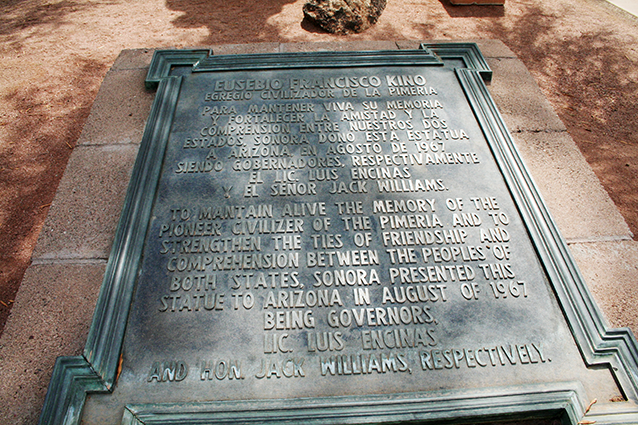 EUSEBIO FRANCISCO KINO
EGREGIO CIVILIZADOR DE LA PIMERIA
PARA MANTENER VIVA SU MEMORIA
Y FORTALECER LA AMISTAD Y LA
COMPRENSION ENTRE NUESTROS DOS
ESTADOS SONORA DONO ESTA ESTATUA
A ARIZONA EN AGOSTO DE 1967
SIENDO GOBERNADORES, RESPECTIVAMENTE
EL LIC. LUIS ENCINAS
Y EL SEÑOR JACK WILLIAMS.
TO MANTAIN ALIVE THE MEMORY OF THE
PIONEER CIVILIZER OF THE PIMERIA AND TO
STRENGTHEN THE TIES OF FRIENDSHIP AND
COMPREHENSION BETWEEN THE PEOPLES OF
BOTH STATES, SONORA PRESENTED THIS
STATUE TO ARIZONA IN AUGUST OF 1967
BEING GOVERNORS,
LIC. LUIS ENCINAS
AND HON. JACK WILLIAMS, RESPECTIVELY.